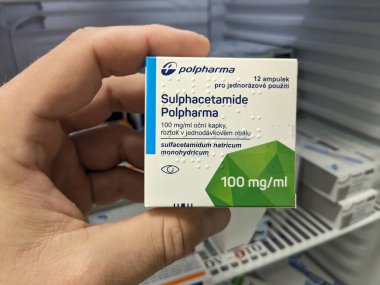 polpharma
12 ampulek
pro jednorázové použití
Sulphacetamide
Polpharma
100 mg/ml oční kapky,
roztok v jednodávkovém obalu
sulfacetamidum natricum
monohydricum
100 mg/ml